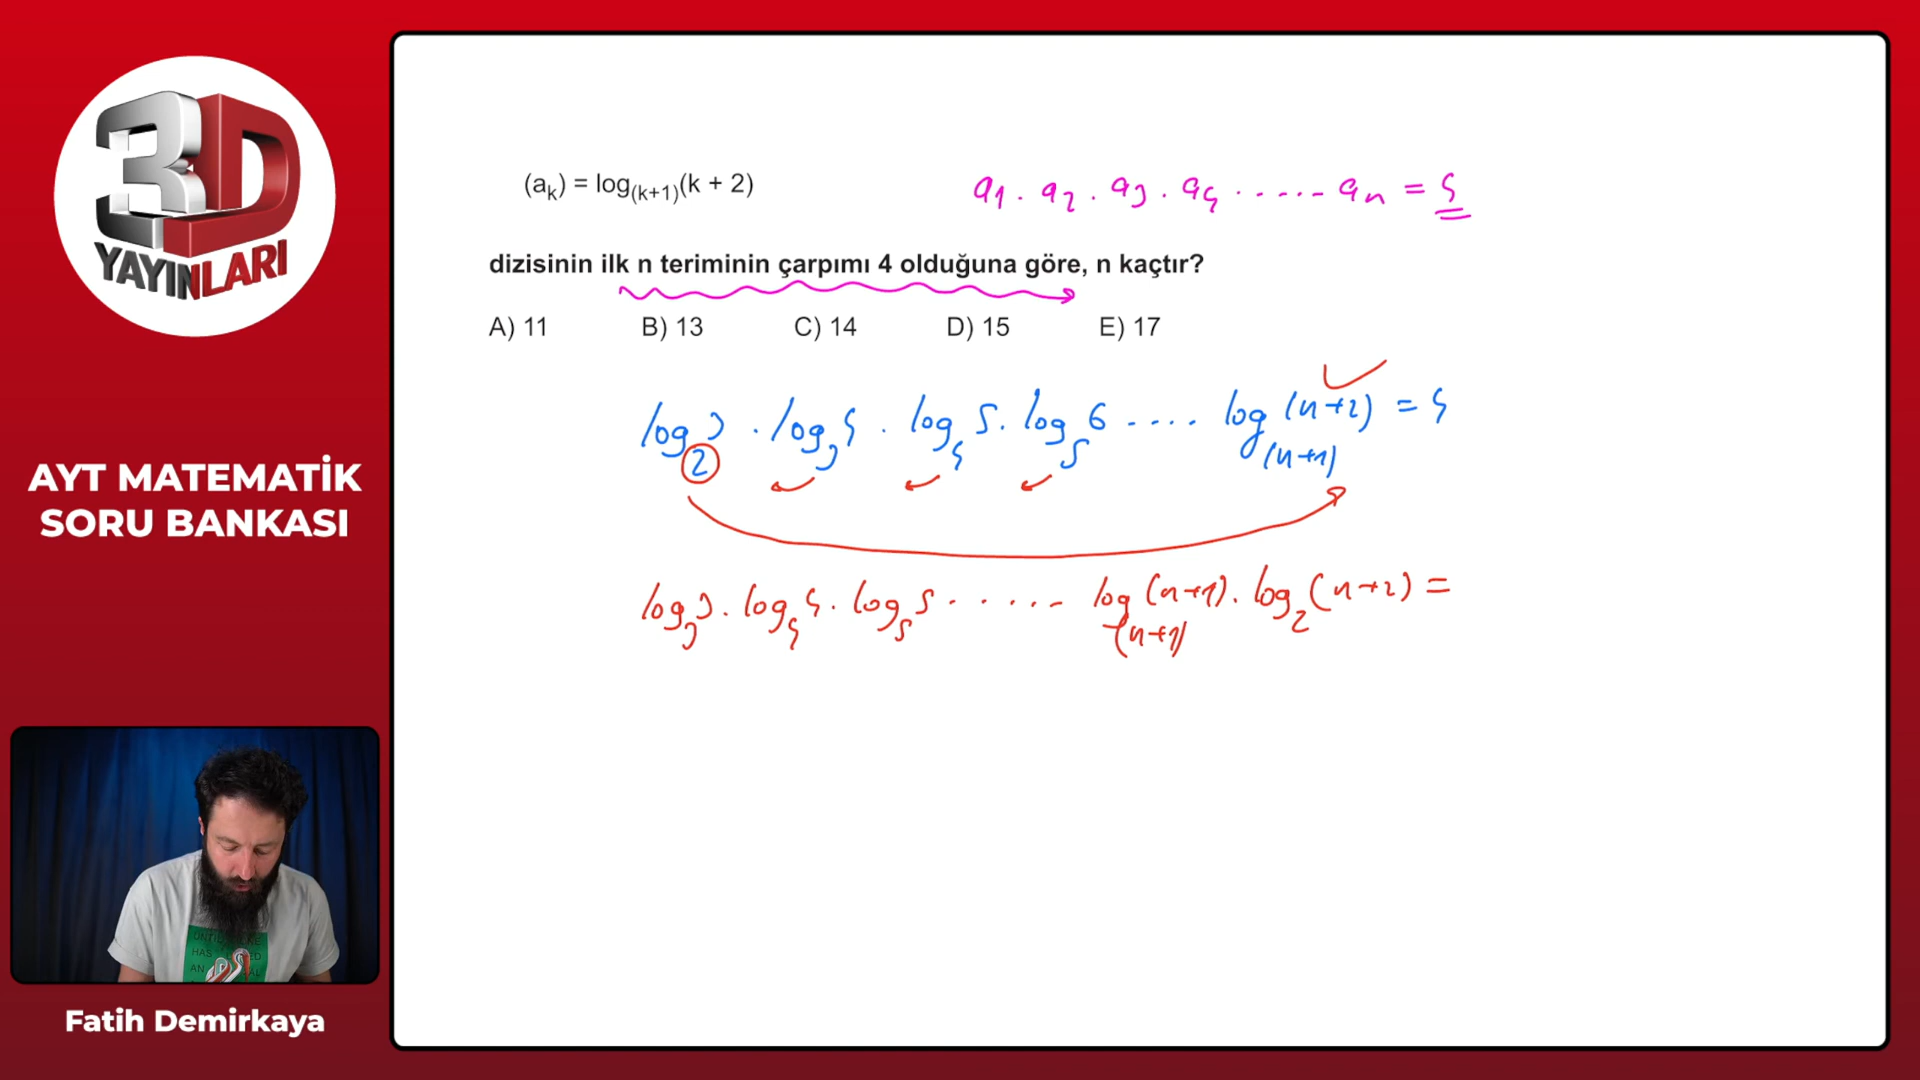 3D
YAYINLARI
AYT MATEMATİK
SORU BANKASI
(aₖ) = log₍ₖ₊₁₎(k + 2)
a₁ . a₂ . a₃ . a₄ ...... aₙ = 4
dizisinin ilk n teriminin çarpımı 4 olduğuna göre, n kaçtır?
A) 11 B) 13 C) 14 D) 15 E) 17
log₂3 . log₃4 . log₄5 . log₅6 .... log₍ₙ₊₁₎(n+2) = 4
log₃3 . log₄4 . log₅5 ...... log₍ₙ₊₁₎(n+1) . log₂(n+2) =
HAS
AN
Fatih Demirkaya